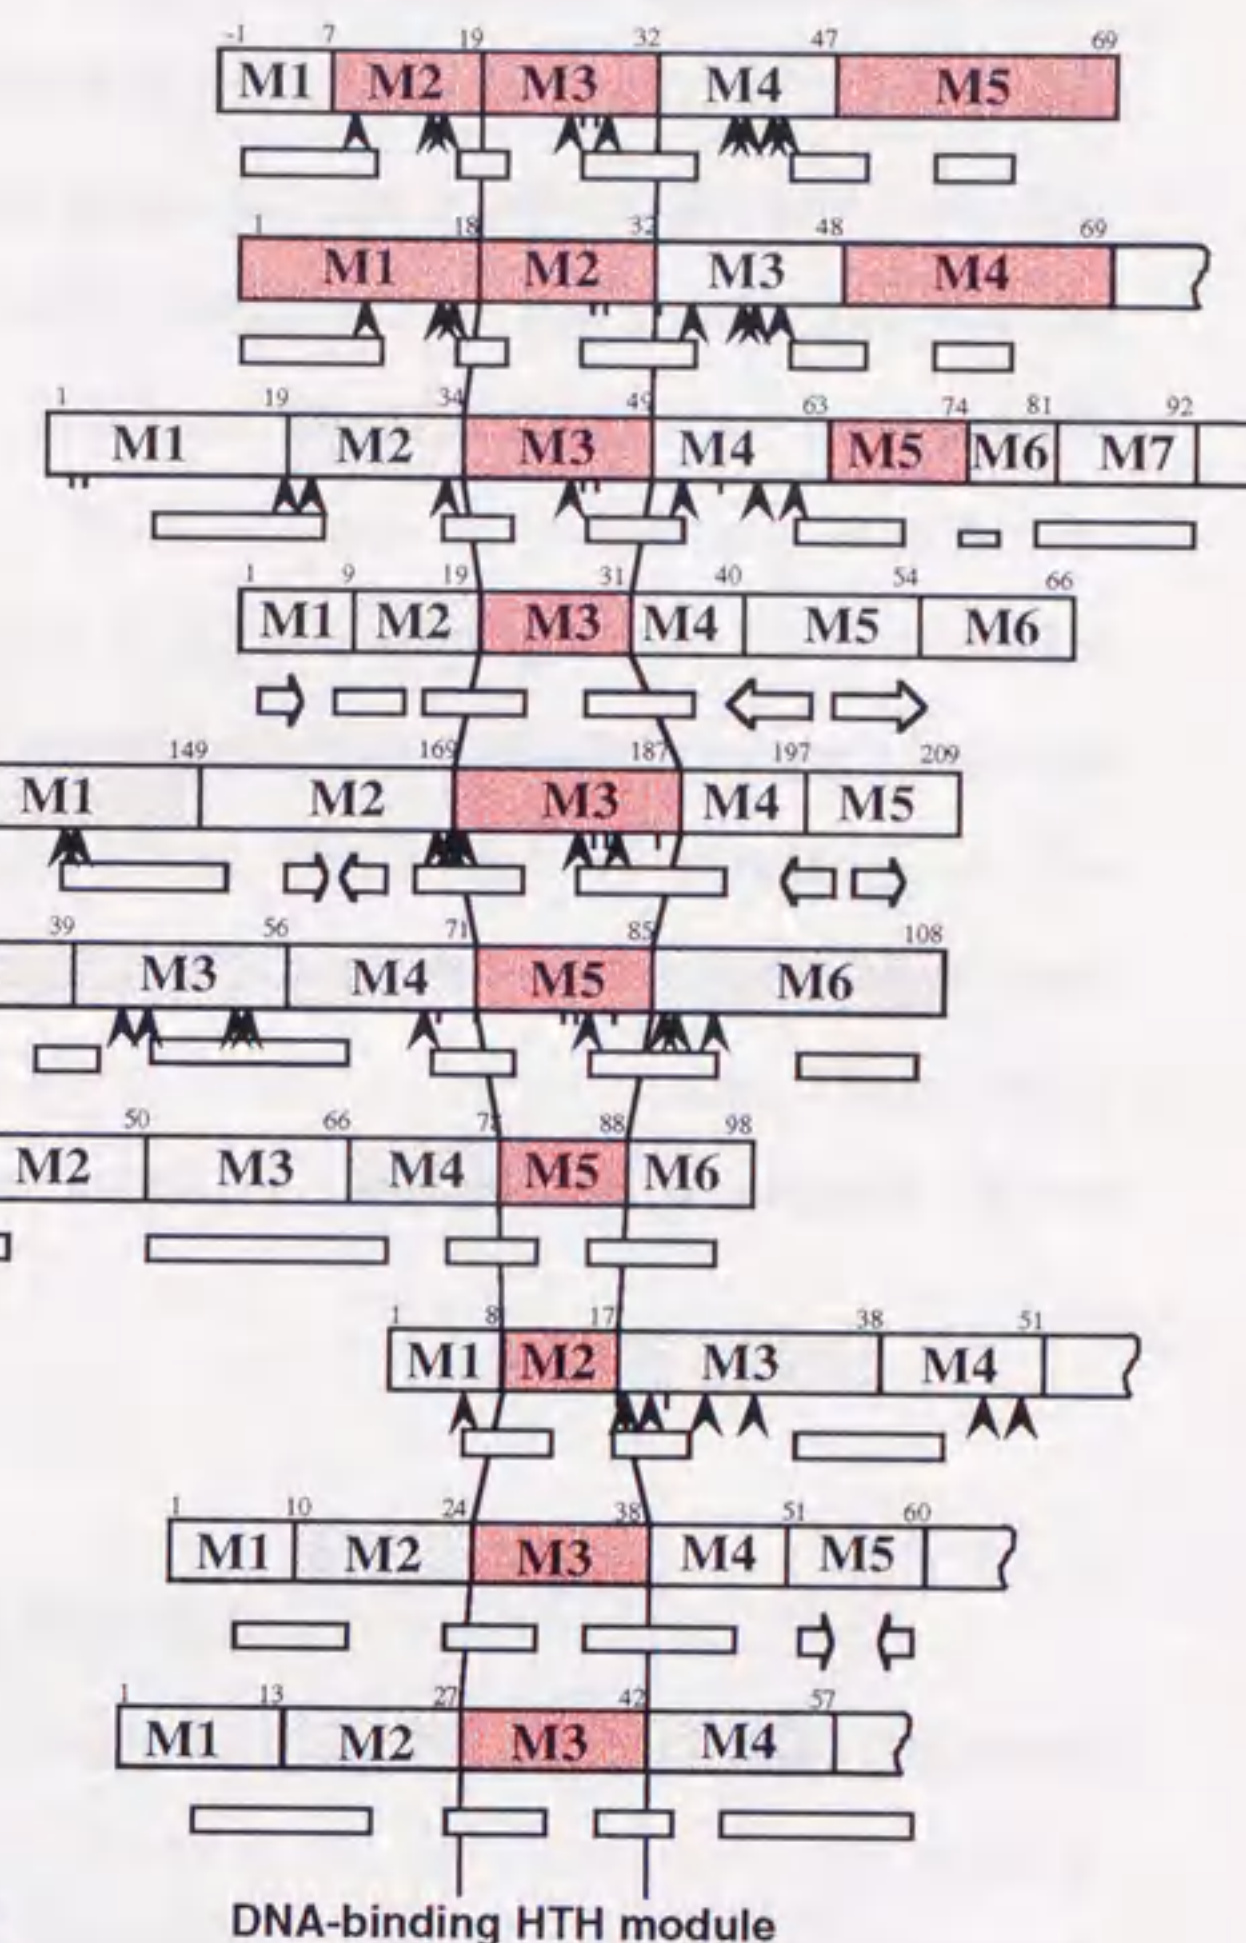 -1 7 19 32 47 69
M1 M2 M3 M4 M5
1 18 32 48 69
M1 M2 M3 M4
1 19 34 49 63 74 81 92
M1 M2 M3 M4 M5 M6 M7
1 9 19 31 40 54 66
M1 M2 M3 M4 M5 M6
149 169 187 197 209
M1 M2 M3 M4 M5
39 56 71 85 108
M3 M4 M5 M6
50 66 88 98
M2 M3 M4 M5 M6
1 8 17 38 51
M1 M2 M3 M4
1 10 24 38 51 60
M1 M2 M3 M4 M5
1 13 27 42 57
M1 M2 M3 M4
DNA-binding HTH module